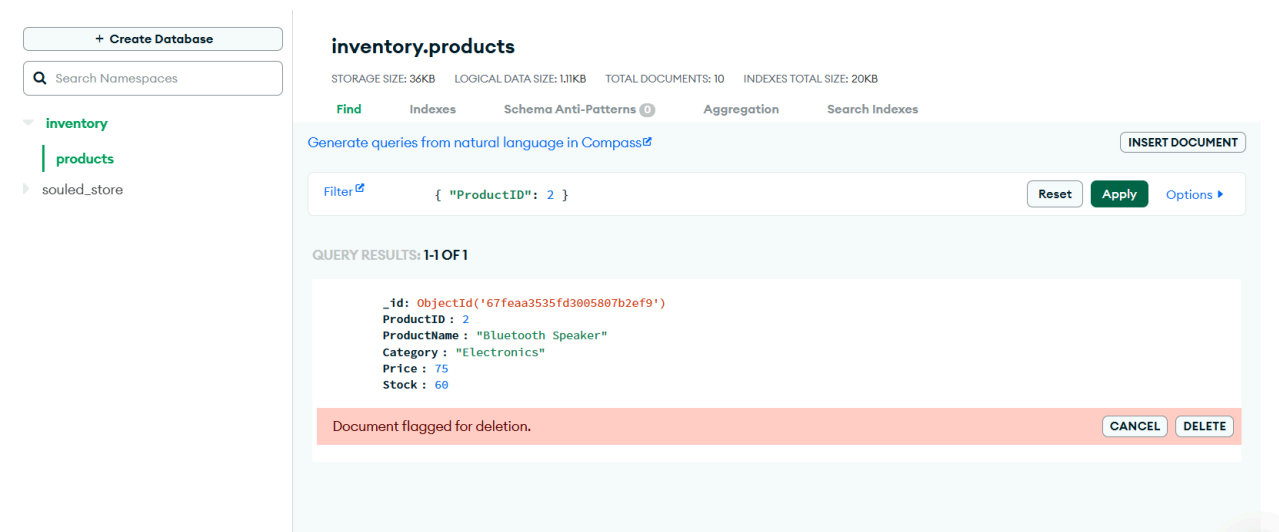 + Create Database
Search Namespaces
inventory
products
souled_store
inventory.products
STORAGE SIZE: 36KB LOGICAL DATA SIZE: 1.11KB TOTAL DOCUMENTS: 10 INDEXES TOTAL SIZE: 20KB
Find Indexes Schema Anti-Patterns 0 Aggregation Search Indexes
Generate queries from natural language in Compass
INSERT DOCUMENT
Filter { "ProductID": 2 } Reset Apply Options
QUERY RESULTS: 1-1 OF 1
_id: ObjectId('67feaa3535fd3005807b2ef9')
ProductID : 2
ProductName : "Bluetooth Speaker"
Category : "Electronics"
Price : 75
Stock : 60
Document flagged for deletion. CANCEL DELETE